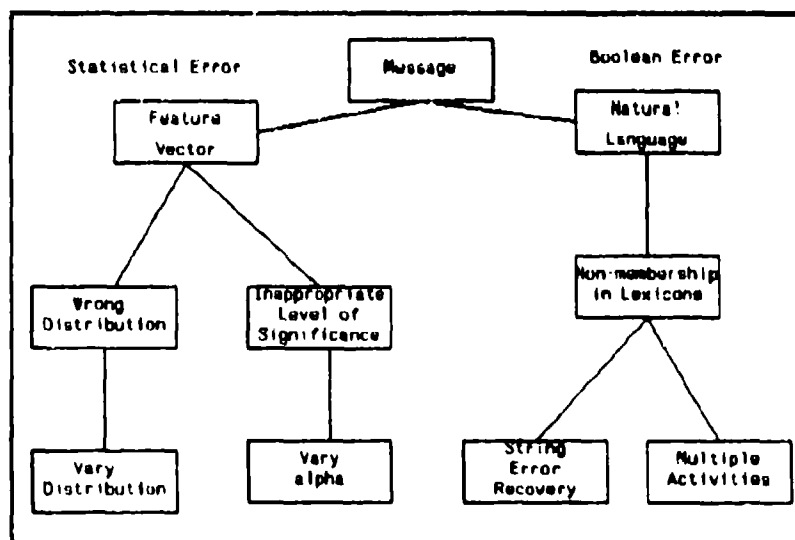 Statistical Error
Message
Boolean Error
Feature
Vector
Natural
Language
Wrong
Distribution
Inappropriate
Level of
Significance
Non-membership
in Lexicons
Vary
Distribution
Vary
alpha
String
Error
Recovery
Multiple
Activities